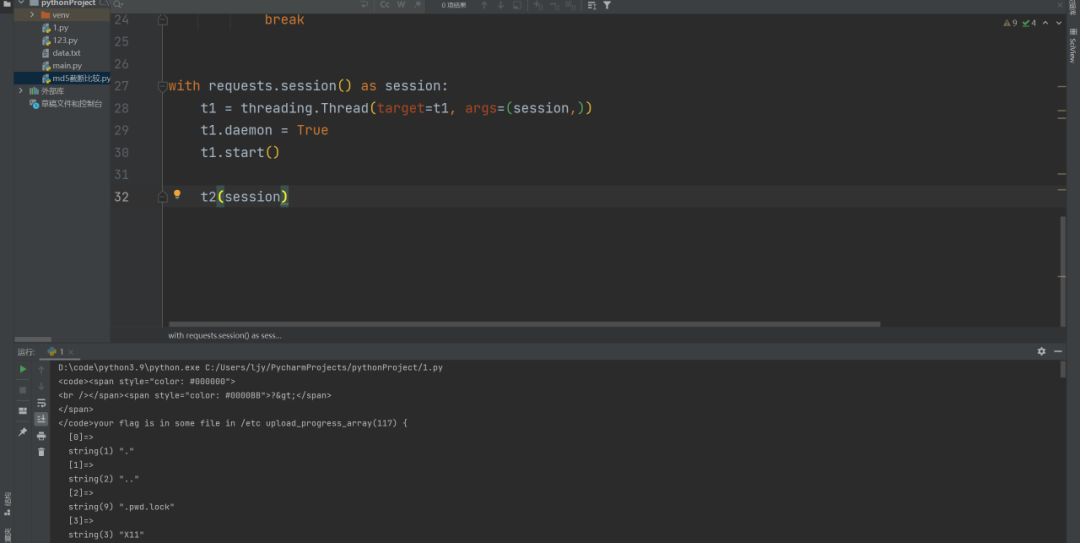 pythonProject
Cc W .* 0 项结果
venv
1.py
123.py
data.txt
main.py
md5截断比较.py
外部库
草稿文件和控制台
9 4
SciView
24 break
25
26
27 with requests.session() as session:
28 t1 = threading.Thread(target=t1, args=(session,))
29 t1.daemon = True
30 t1.start()
31
32 t2(session)
with requests.session() as sess...
运行: 1
D:\code\python3.9\python.exe C:/Users/ljy/PycharmProjects/pythonProject/1.py
<code><span style="color: #000000">
<br /></span><span style="color: #0000BB">?&gt;</span>
</span>
</code>your flag is in some file in /etc upload_progress_array(117) {
[0]=>
string(1) "."
[1]=>
string(2) ".."
[2]=>
string(9) ".pwd.lock"
[3]=>
string(3) "X11"